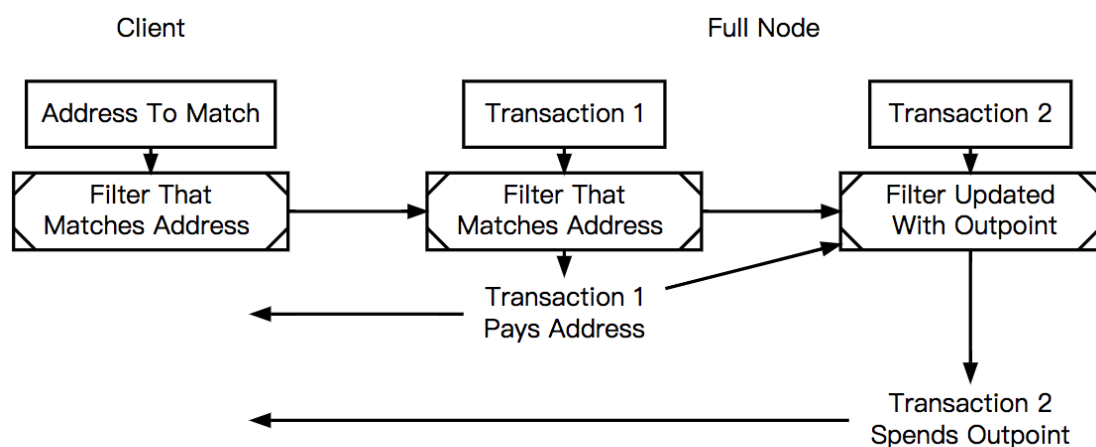 Client
Full Node
Address To Match
Transaction 1
Transaction 2
Filter That
Matches Address
Filter That
Matches Address
Filter Updated
With Outpoint
Transaction 1
Pays Address
Transaction 2
Spends Outpoint